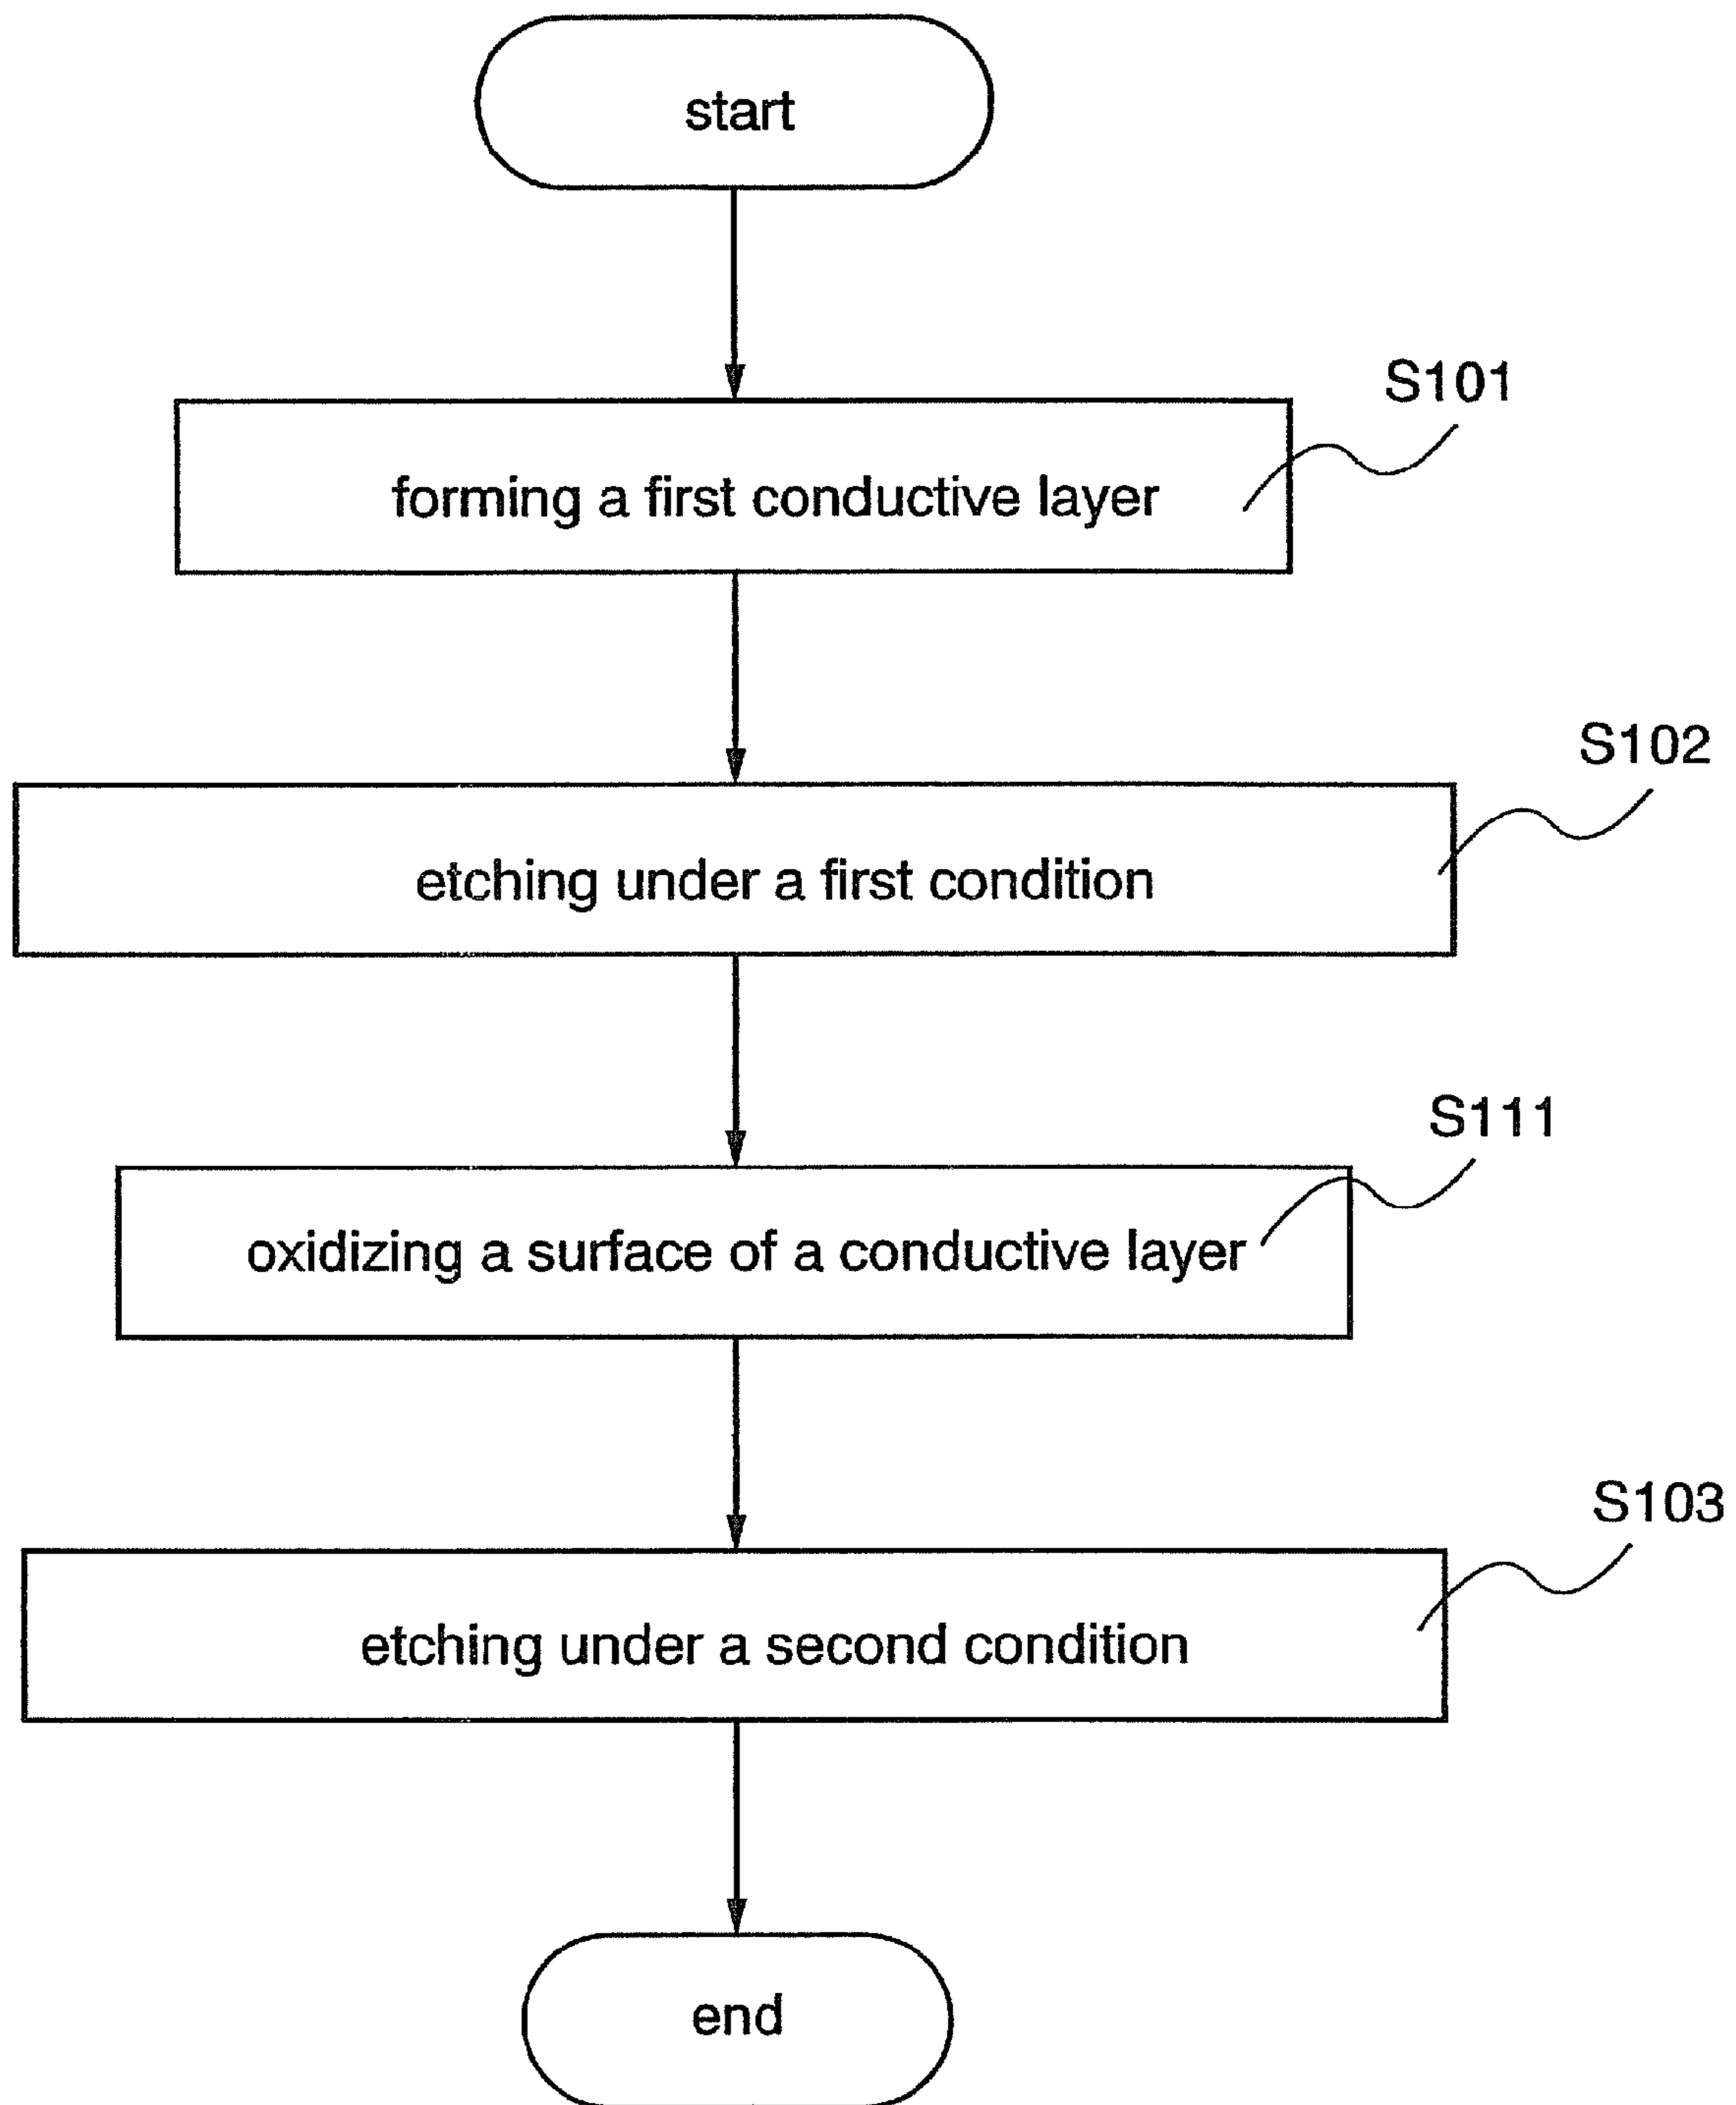 start
S101
forming a first conductive layer
S102
etching under a first condition
S111
oxidizing a surface of a conductive layer
S103
etching under a second condition
end